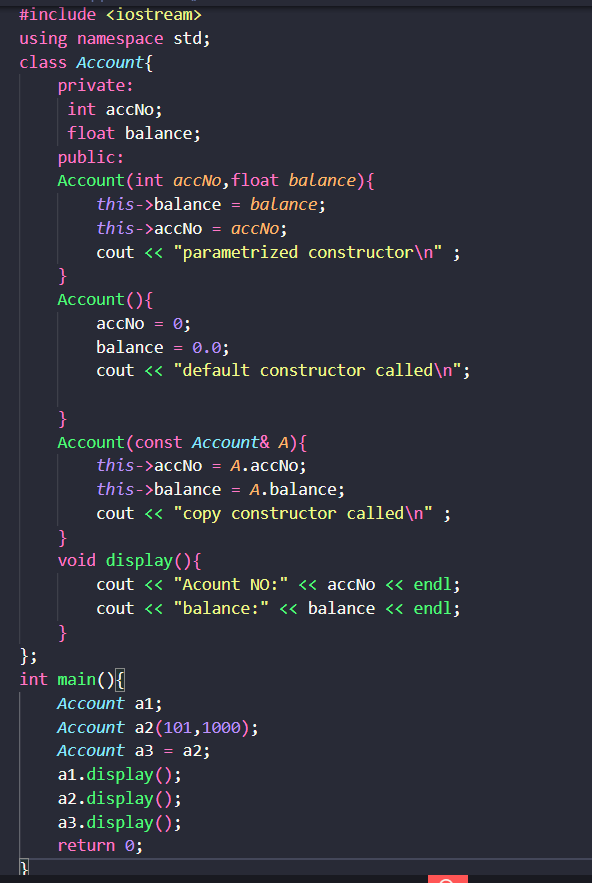 #include <iostream>
using namespace std;
class Account{
    private:
     int accNo;
     float balance;
    public:
    Account(int accNo,float balance){
        this->balance = balance;
        this->accNo = accNo;
        cout << "parametrized constructor\n" ;
    }
    Account(){
        accNo = 0;
        balance = 0.0;
        cout << "default constructor called\n";

    }
    Account(const Account& A){
        this->accNo = A.accNo;
        this->balance = A.balance;
        cout << "copy constructor called\n" ;
    }
    void display(){
        cout << "Acount NO:" << accNo << endl;
        cout << "balance:" << balance << endl;
    }
};
int main(){
    Account a1;
    Account a2(101,1000);
    Account a3 = a2;
    a1.display();
    a2.display();
    a3.display();
    return 0;
}